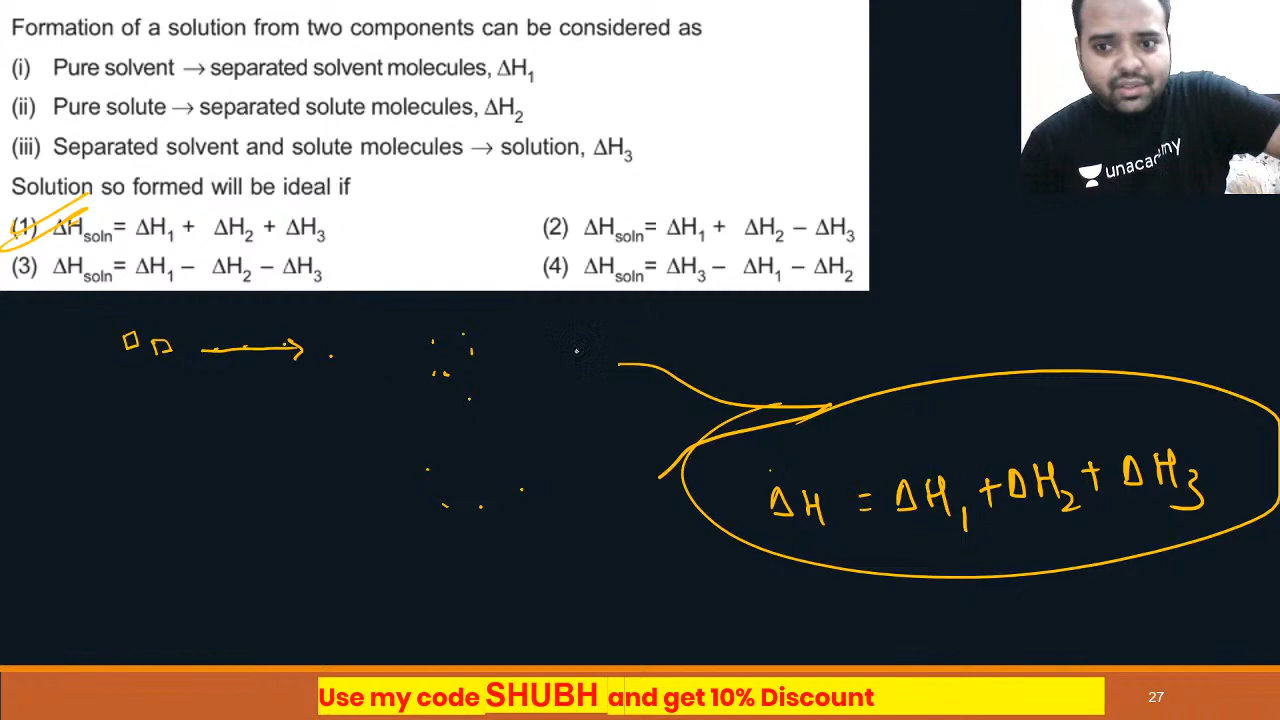 Formation of a solution from two components can be considered as
(i) Pure solvent → separated solvent molecules, ΔH₁
(ii) Pure solute → separated solute molecules, ΔH₂
(iii) Separated solvent and solute molecules → solution, ΔH₃
Solution so formed will be ideal if
(1) ΔHsoln= ΔH₁ + ΔH₂ + ΔH₃ (2) ΔHsoln= ΔH₁ + ΔH₂ − ΔH₃
(3) ΔHsoln= ΔH₁ − ΔH₂ − ΔH₃ (4) ΔHsoln= ΔH₃ − ΔH₁ − ΔH₂
unacademy
ΔH = ΔH₁ + ΔH₂ + ΔH₃
Use my code SHUBH and get 10% Discount
27